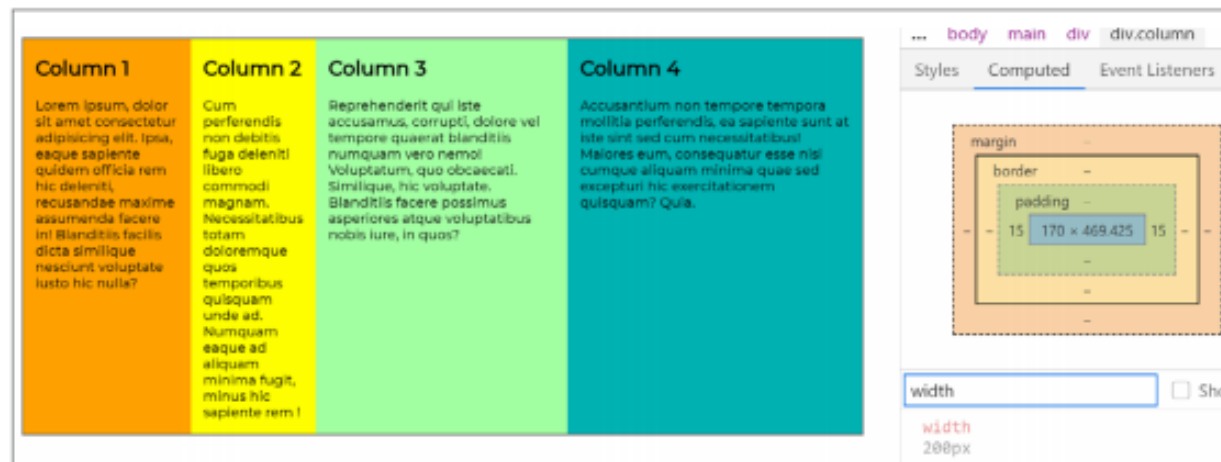 Column 1
Lorem ipsum, dolor
sit amet consectetur
adipisicing elit. Ipsa,
eaque sapiente
quidem officia rem
hic deleniti,
recusandae maxime
assumenda facere
in! Blanditiis facilis
dicta similique
nesciunt voluptate
iusto hic nulla?
Column 2
Cum
perferendis
non debitis
fuga deleniti
libero
commodi
magnam.
Necessitatibus
totam
doloremque
quos
temporibus
quisquam
unde ad.
Numquam
eaque ad
aliquam
minima fugit,
minus hic
sapiente rem !
Column 3
Reprehenderit qui iste
accusamus, corrupti, dolore vel
tempore quaerat blanditiis
numquam vero nemo!
Voluptatum, quo obcaecati.
Similique, hic voluptate.
Blanditiis facere possimus
asperiores atque voluptatibus
nobis iure, in quos?
Column 4
Accusantium non tempore tempora
mollitia perferendis, ea sapiente sunt at
iste sint sed cum necessitatibus!
Maiores eum, consequatur esse nisi
cumque aliquam minima quae sed
excepturi hic exercitationem
quisquam? Quia.
... body main div div.column
Styles Computed Event Listeners
margin -
border -
padding -
- - 15 170 × 469.425 15 - -
-
-
-
width Sho
width
200px